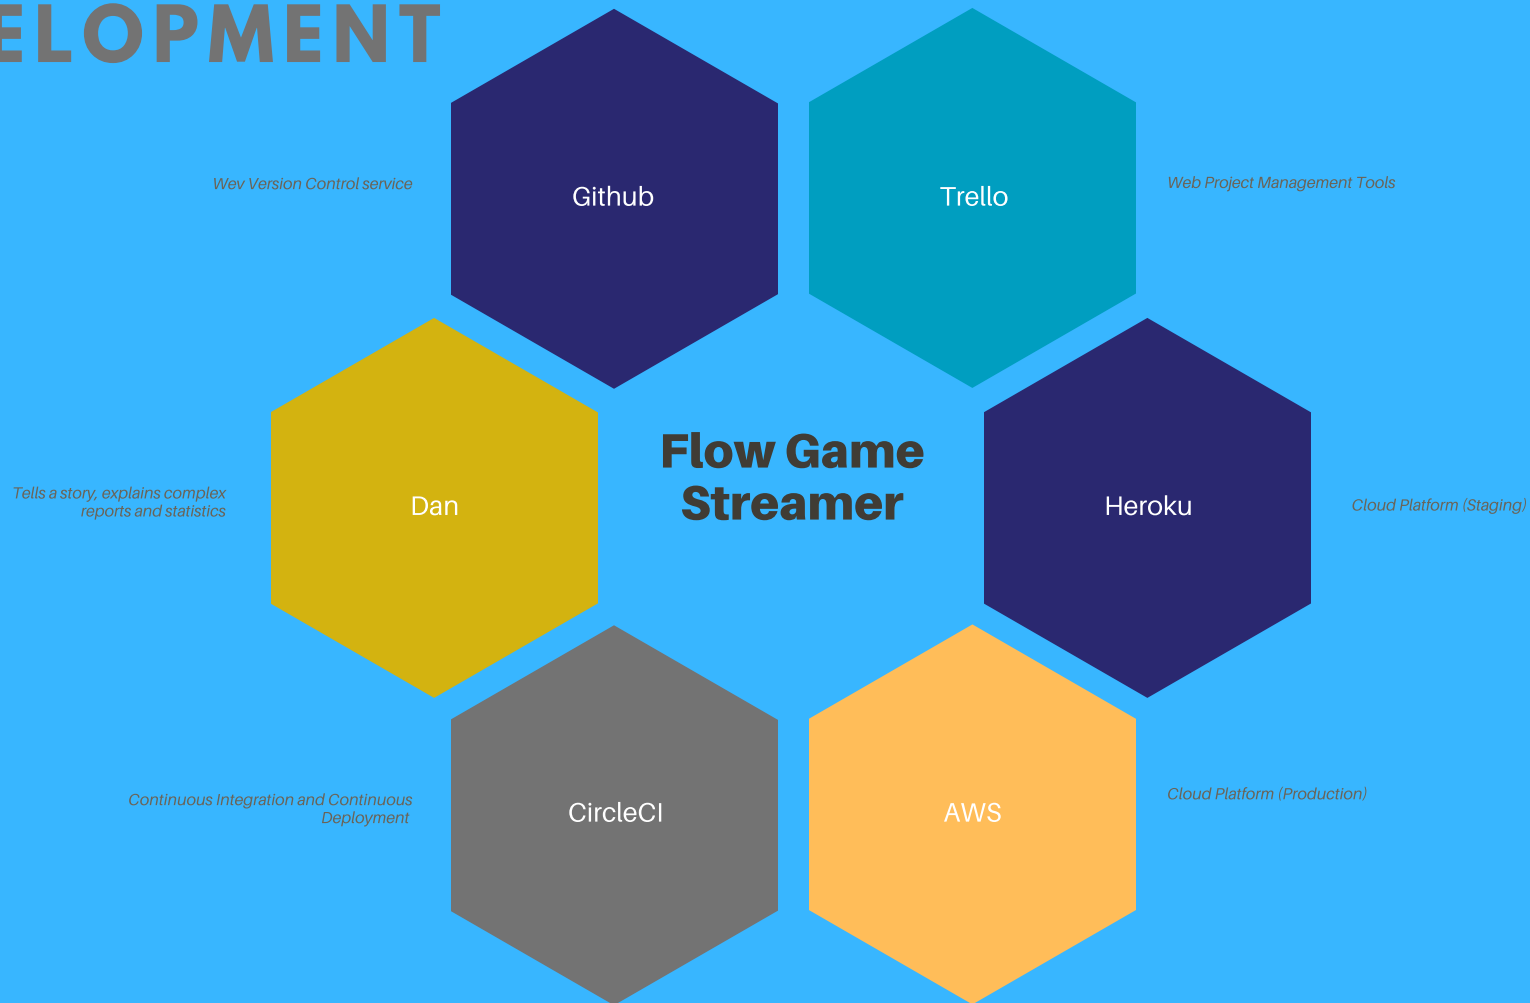 ELOPMENT
Github
Trello
Wev Version Control service
Web Project Management Tools
Flow Game
Streamer
Dan
Heroku
Tells a story, explains complex
reports and statistics
Cloud Platform (Staging)
Continuous Integration and Continuous
Deployment
CircleCI
AWS
Cloud Platform (Production)